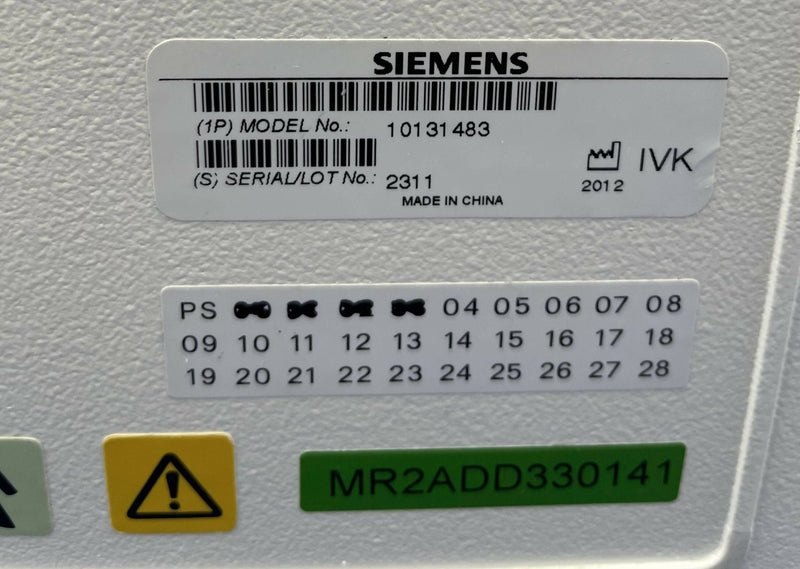 SIEMENS
(1P) MODEL No.: 10131483
(S) SERIAL/LOT No.: 2311
2012
IVK
MADE IN CHINA
PS 04 05 06 07 08
09 10 11 12 13 14 15 16 17 18
19 20 21 22 23 24 25 26 27 28
MR2ADD330141